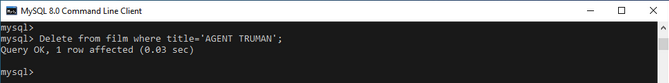 MySQL 8.0 Command Line Client
mysql>
mysql> Delete from film where title='AGENT TRUMAN';
Query OK, 1 row affected (0.03 sec)
mysql>